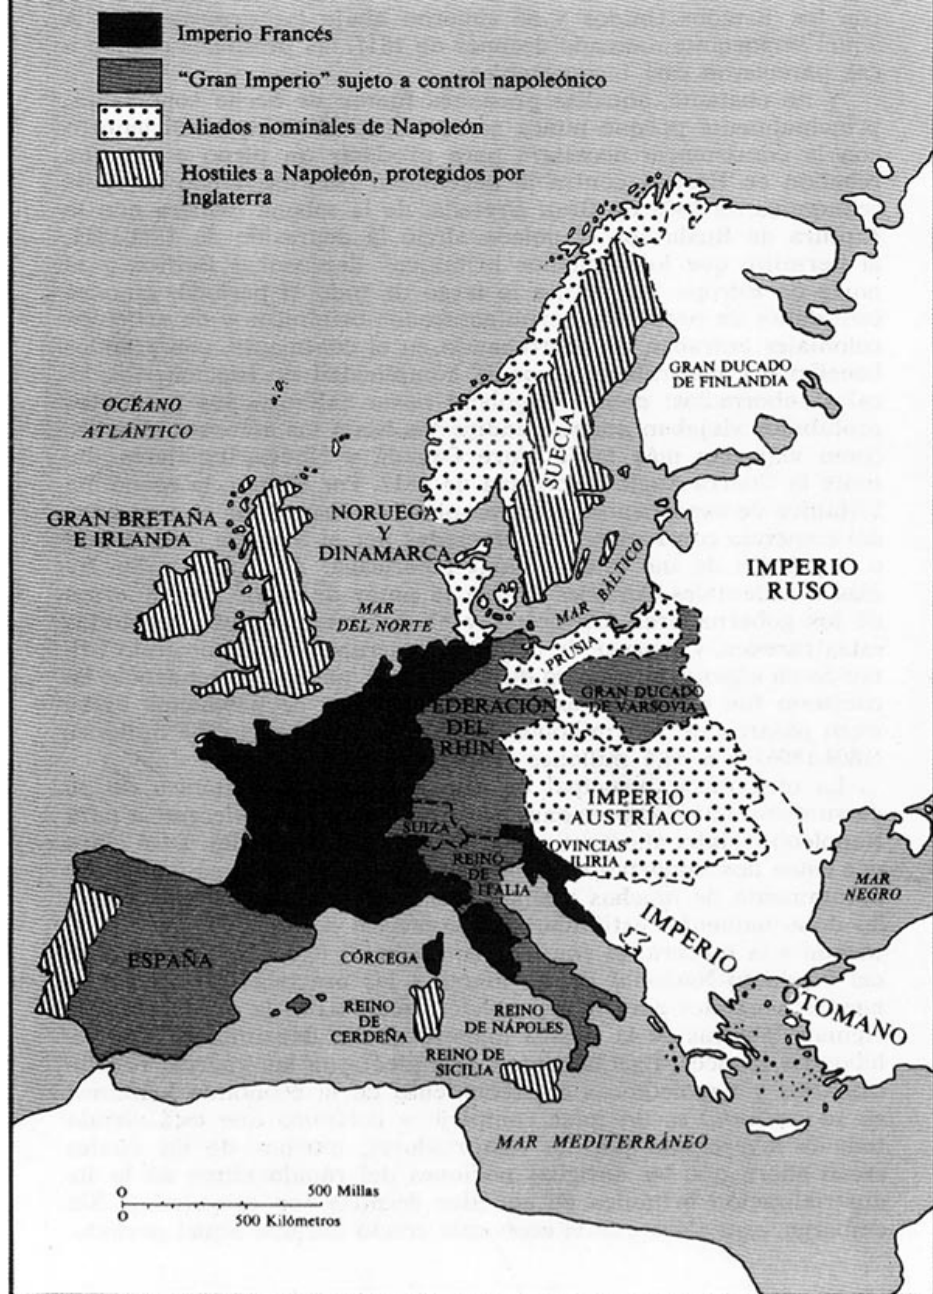 Imperio Francés
"Gran Imperio" sujeto a control napoleónico
Aliados nominales de Napoleón
Hostiles a Napoleón, protegidos por
Inglaterra
GRAN DUCADO
DE FINLANDIA
OCÉANO
ATLÁNTICO
SUECIA
GRAN BRETAÑA
E IRLANDA
NORUEGA
Y
DINAMARCA
MAR BÁLTICO
IMPERIO
RUSO
MAR
DEL NORTE
PRUSIA
GRAN DUCADO
DE VARSOVIA
FEDERACIÓN
DEL
RHIN
IMPERIO
AUSTRÍACO
SUIZA
PROVINCIAS
ILIRIA
REINO
DE
ITALIA
MAR
NEGRO
IMPERIO
OTOMANO
ESPAÑA
CÓRCEGA
REINO
DE
CERDEÑA
REINO
DE NÁPOLES
REINO DE
SICILIA
MAR MEDITERRÁNEO
O 500 Millas
O 500 Kilómetros